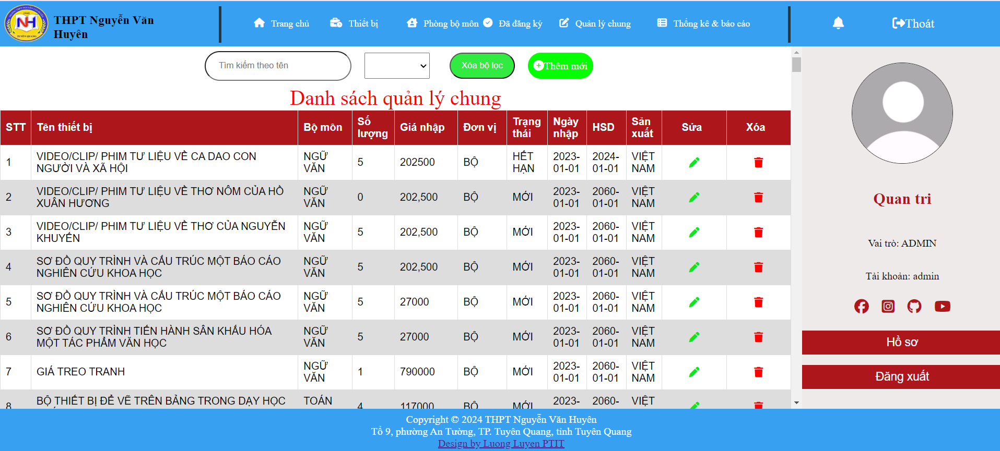 THPT Nguyễn Văn
Huyên
Trang chủ
Thiết bị
Phòng bộ môn
Đã đăng ký
Quản lý chung
Thống kê & báo cáo
Thoát
Tìm kiếm theo tên
Xóa bộ lọc
Thêm mới
Danh sách quản lý chung
STT Tên thiết bị Bộ môn Số lượng Giá nhập Đơn vị Trạng thái Ngày nhập HSD Sản xuất Sửa Xóa
1 VIDEO/CLIP/ PHIM TƯ LIỆU VỀ CA DAO CON NGƯỜI VÀ XÃ HỘI NGỮ VĂN 5 202500 BỘ HẾT HẠN 2023-01-01 2024-01-01 VIỆT NAM
2 VIDEO/CLIP/ PHIM TƯ LIỆU VỀ THƠ NÔM CỦA HỒ XUÂN HƯƠNG NGỮ VĂN 0 202,500 BỘ MỚI 2023-01-01 2060-01-01 VIỆT NAM
3 VIDEO/CLIP/ PHIM TƯ LIỆU VỀ THƠ CỦA NGUYỄN KHUYẾN NGỮ VĂN 5 202,500 BỘ MỚI 2023-01-01 2060-01-01 VIỆT NAM
4 SƠ ĐỒ QUY TRÌNH VÀ CẤU TRÚC MỘT BÁO CÁO NGHIÊN CỨU KHOA HỌC NGỮ VĂN 5 202,500 BỘ MỚI 2023-01-01 2060-01-01 VIỆT NAM
5 SƠ ĐỒ QUY TRÌNH VÀ CẤU TRÚC MỘT BÁO CÁO NGHIÊN CỨU KHOA HỌC NGỮ VĂN 5 27000 BỘ MỚI 2023-01-01 2060-01-01 VIỆT NAM
6 SƠ ĐỒ QUY TRÌNH TIẾN HÀNH SÂN KHẤU HÓA MỘT TÁC PHẨM VĂN HỌC NGỮ VĂN 5 27000 BỘ MỚI 2023-01-01 2060-01-01 VIỆT NAM
7 GIÁ TREO TRANH NGỮ VĂN 1 790000 BỘ MỚI 2023-01-01 2060-01-01 VIỆT NAM
8 BỘ THIẾT BỊ ĐỂ VẼ TRÊN BẢNG TRONG DẠY HỌC TOÁN 4 117000 BỘ MỚI 2023- 2060- VIỆT
Quan tri
Vai trò: ADMIN
Tài khoản: admin
Hồ sơ
Đăng xuất
Copyright © 2024 THPT Nguyễn Văn Huyên
Tổ 9, phường An Tường, TP. Tuyên Quang, tỉnh Tuyên Quang
Design by Luong Luyen PTIT